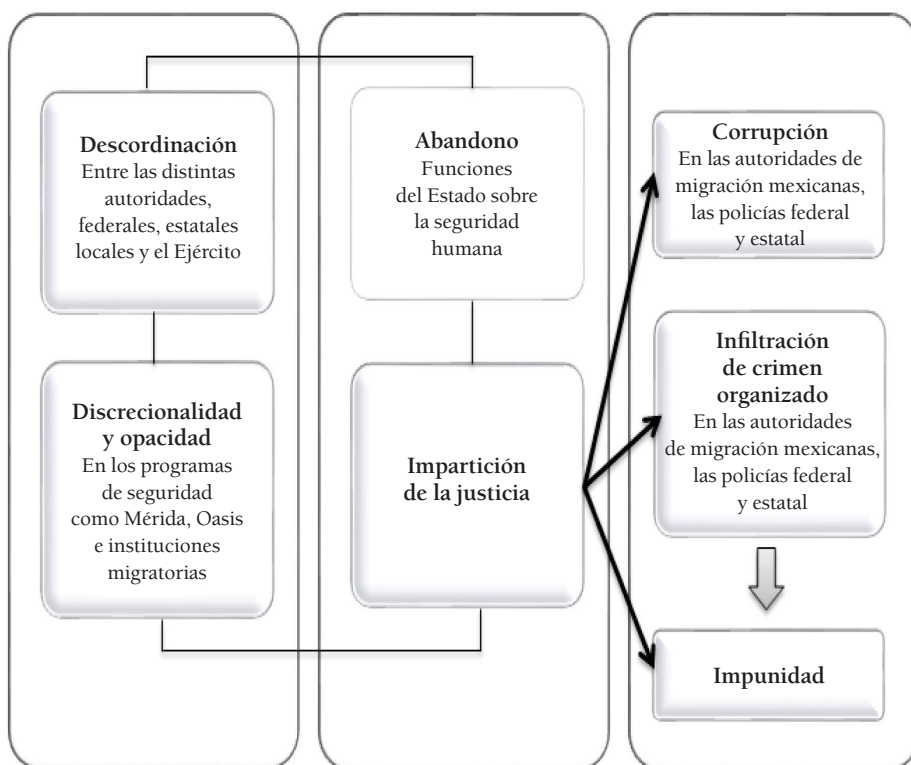 Descordinación
Entre las distintas
autoridades,
federales, estatales
locales y el Ejército
Discrecionalidad
y opacidad
En los programas
de seguridad
como Mérida, Oasis
e instituciones
migratorias
Abandono
Funciones
del Estado sobre
la seguridad
humana
Impartición
de la justicia
Corrupción
En las autoridades de
migración mexicanas,
las policías federal
y estatal
Infiltración
de crimen
organizado
En las autoridades
de migración mexicanas,
las policías federal
y estatal
Impunidad